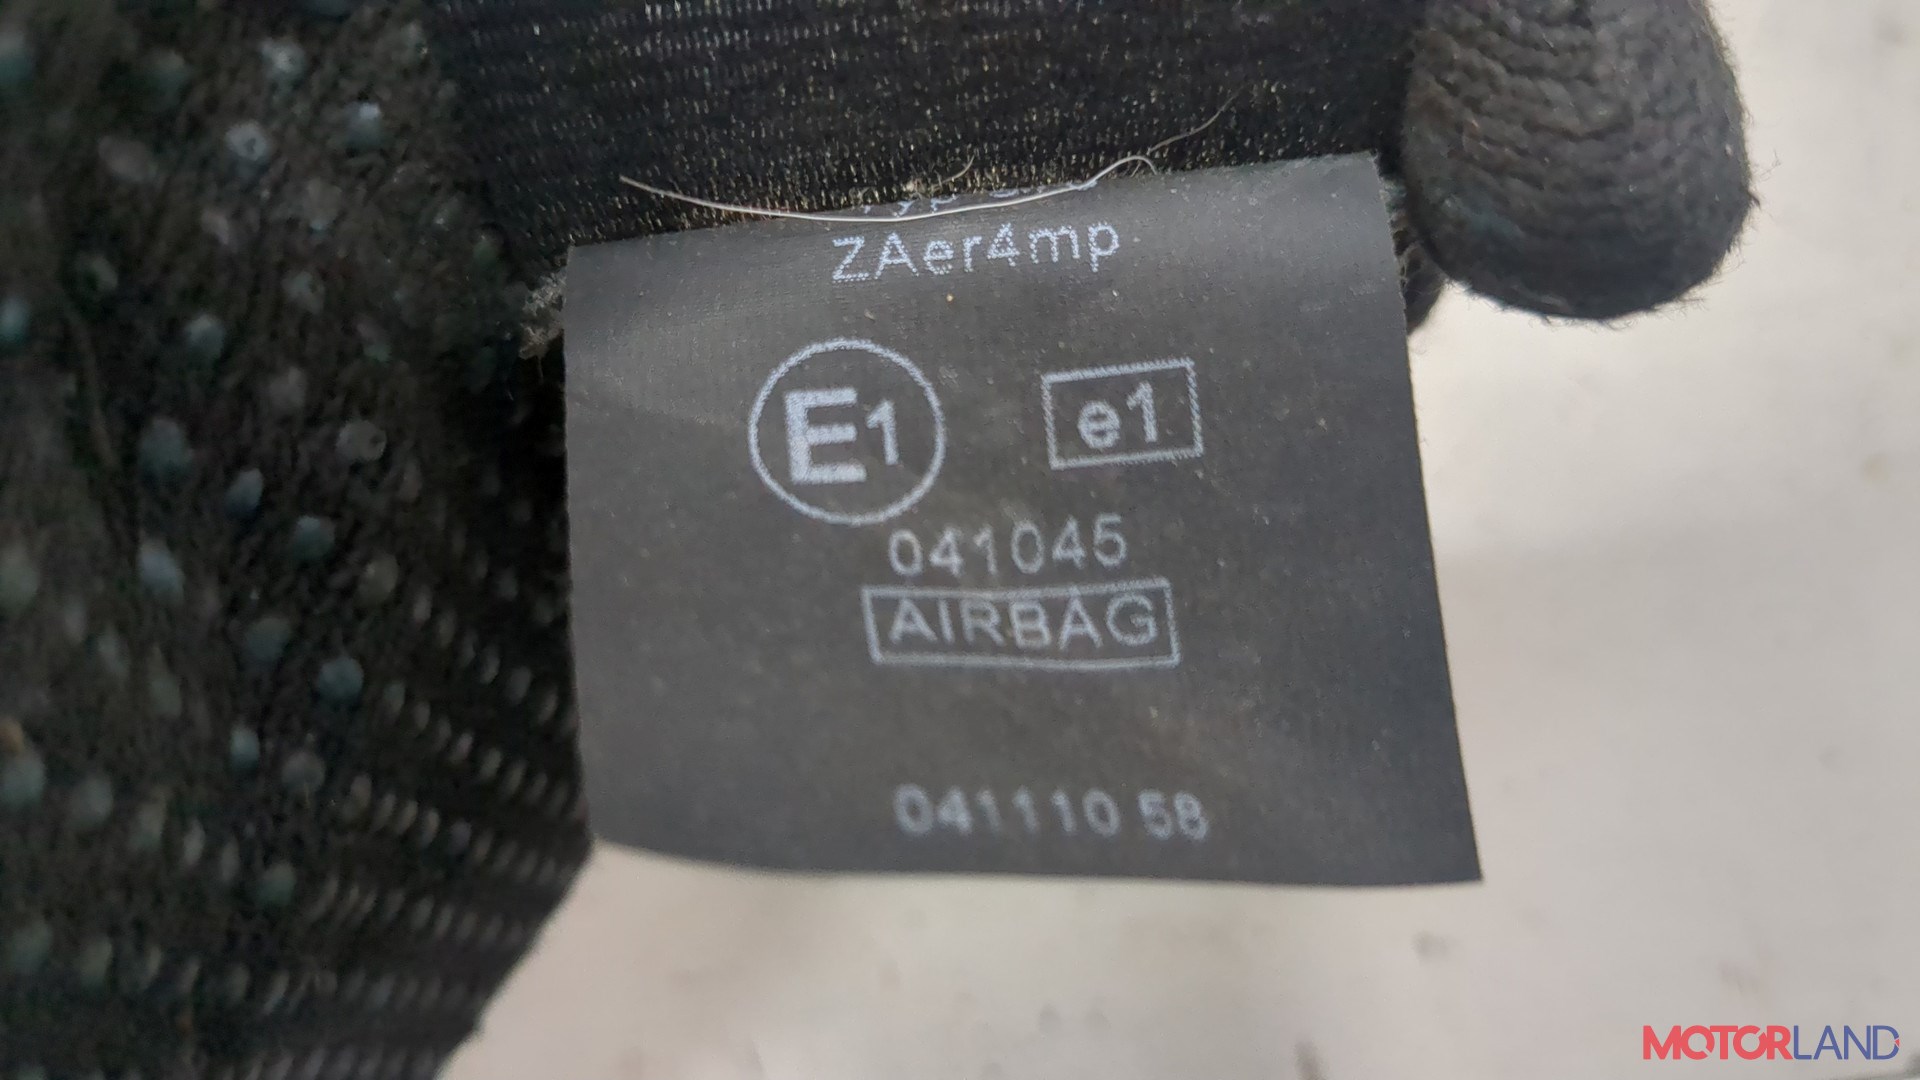 ZAer4mp
E1 e1
041045
AIRBAG
041110 58
MOTORLAND